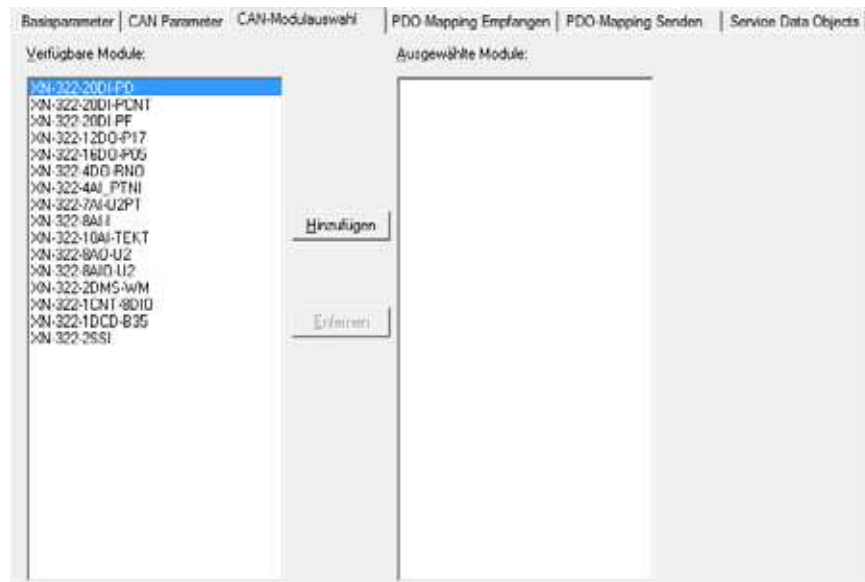 Basisparameter | CAN Parameter | CAN-Modulauswahl | PDO-Mapping Empfangen | PDO-Mapping Senden | Service Data Objects
Verfügbare Module:
Ausgewählte Module:
XN-322-20DI-PD
XN-322-20DI-PCNT
XN-322-20DI-PF
XN-322-12DO-P17
XN-322-16DO-P05
XN-322-4DO-RNO
XN-322-4AI_PTNI
XN-322-7AI-U2PT
XN-322-8AI-I
XN-322-10AI-TEKT
XN-322-8AO-U2
XN-322-8AIO-U2
XN-322-2DMS-WM
XN-322-1CNT-8DIO
XN-322-1DCD-B35
XN-322-2SSI
Hinzufügen
Entfernen